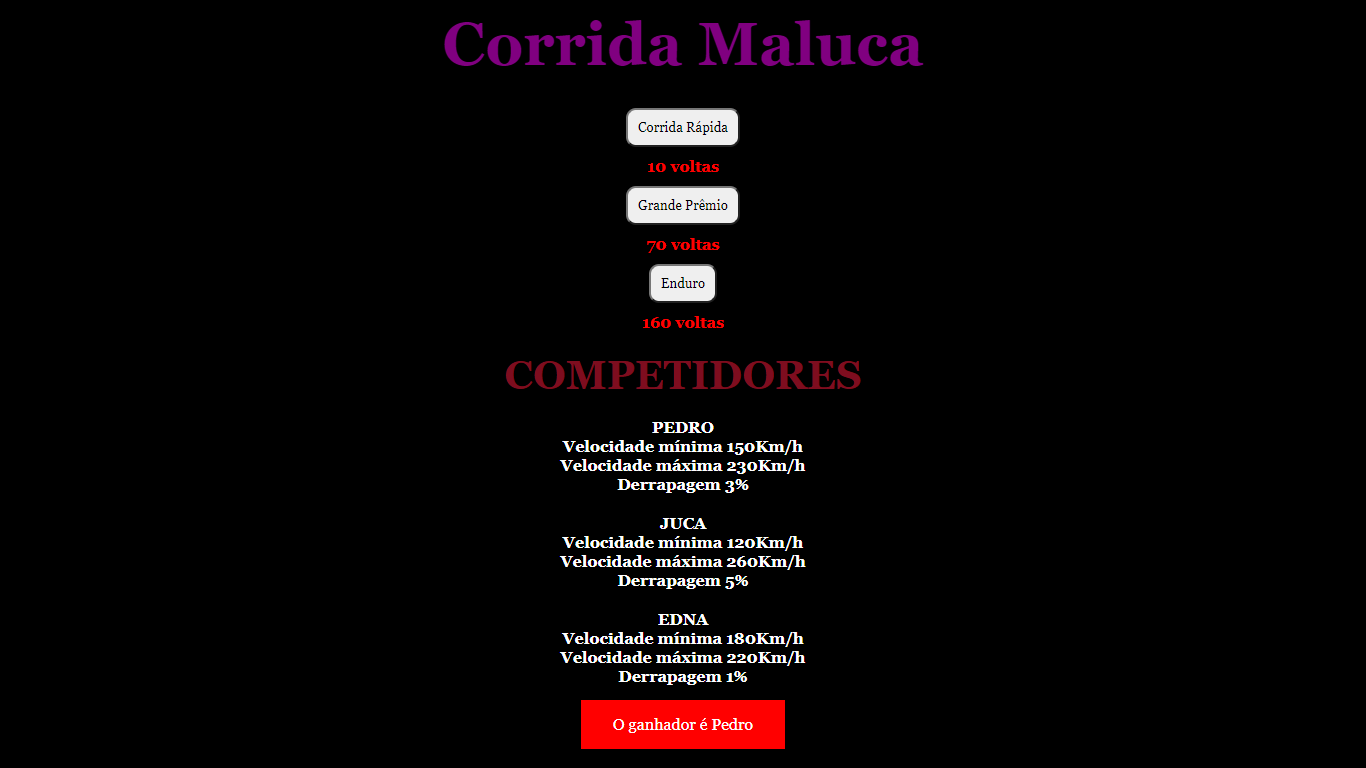 Corrida Maluca
Corrida Rápida
10 voltas
Grande Prêmio
70 voltas
Enduro
160 voltas
COMPETIDORES
PEDRO
Velocidade mínima 150Km/h
Velocidade máxima 230Km/h
Derrapagem 3%
JUCA
Velocidade mínima 120Km/h
Velocidade máxima 260Km/h
Derrapagem 5%
EDNA
Velocidade mínima 180Km/h
Velocidade máxima 220Km/h
Derrapagem 1%
O ganhador é Pedro